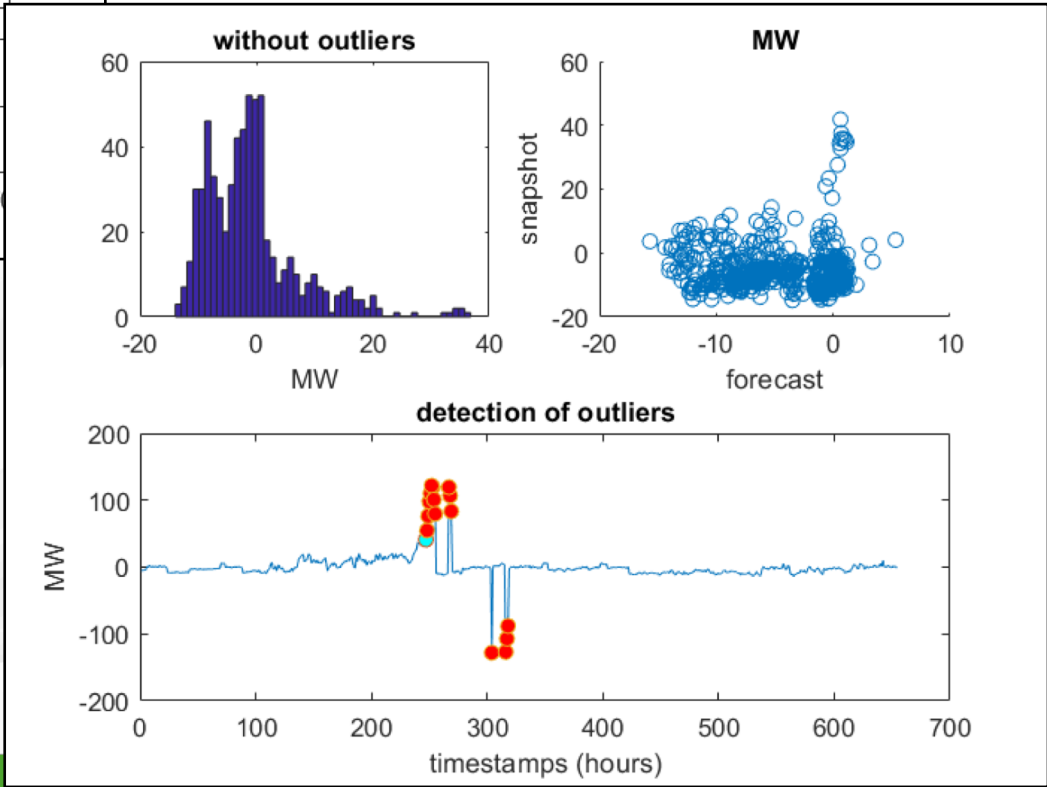 without outliers
60
40
20
0
-20 0 20 40
MW
MW
60
40
20
0
-20
snapshot
-20 -10 0 10
forecast
detection of outliers
200
100
0
-100
-200
MW
0 100 200 300 400 500 600 700
timestamps (hours)